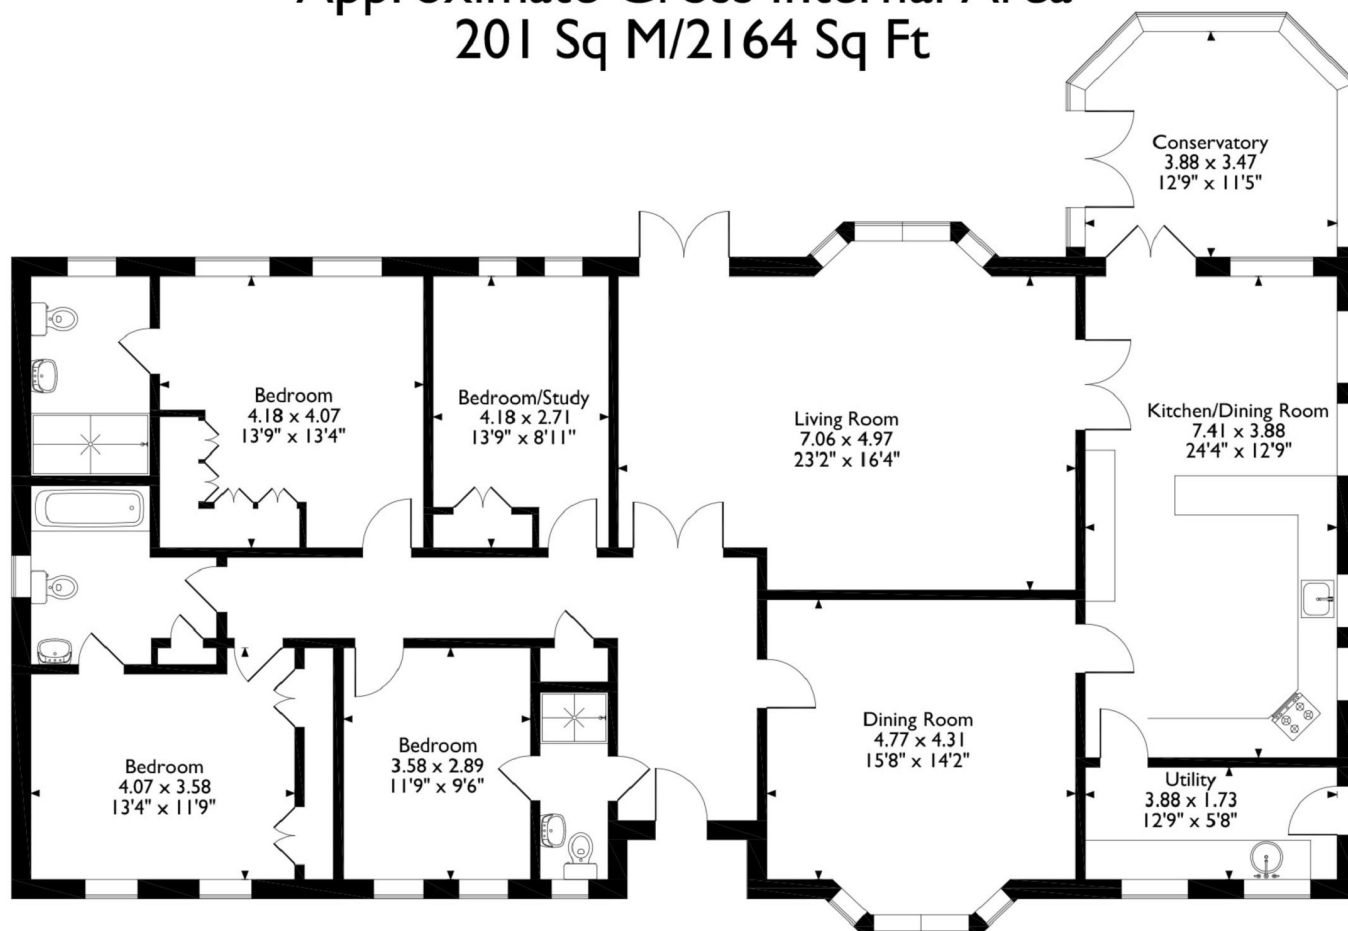 Approximate Gross Internal Area
201 Sq M/2164 Sq Ft
Conservatory
3.88 x 3.47
12'9" x 11'5"
Bedroom
4.18 x 4.07
13'9" x 13'4"
Bedroom/Study
4.18 x 2.71
13'9" x 8'11"
Living Room
7.06 x 4.97
23'2" x 16'4"
Kitchen/Dining Room
7.41 x 3.88
24'4" x 12'9"
Bedroom
4.07 x 3.58
13'4" x 11'9"
Bedroom
3.58 x 2.89
11'9" x 9'6"
Dining Room
4.77 x 4.31
15'8" x 14'2"
Utility
3.88 x 1.73
12'9" x 5'8"